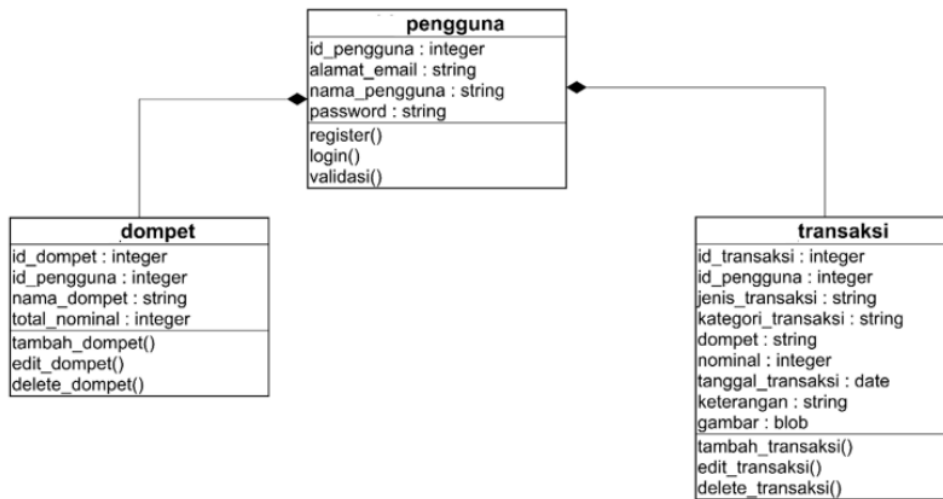 pengguna
id_pengguna : integer
alamat_email : string
nama_pengguna : string
password : string
register()
login()
validasi()
dompet
id_dompet : integer
id_pengguna : integer
nama_dompet : string
total_nominal : integer
tambah_dompet()
edit_dompet()
delete_dompet()
transaksi
id_transaksi : integer
id_pengguna : integer
jenis_transaksi : string
kategori_transaksi : string
dompet : string
nominal : integer
tanggal_transaksi : date
keterangan : string
gambar : blob
tambah_transaksi()
edit_transaksi()
delete_transaksi()